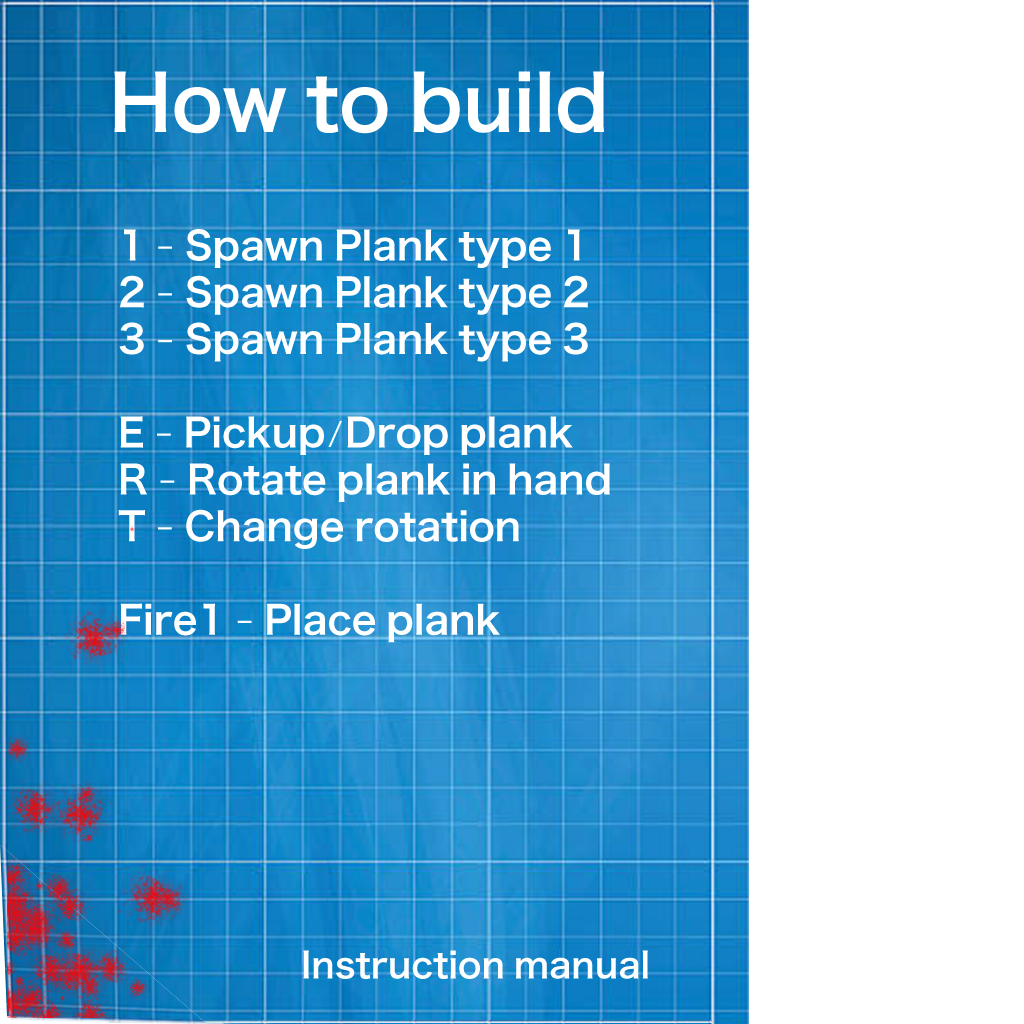 How to build
1 - Spawn Plank type 1
2 - Spawn Plank type 2
3 - Spawn Plank type 3
E - Pickup/Drop plank
R - Rotate plank in hand
T - Change rotation
Fire1 - Place plank
Instruction manual